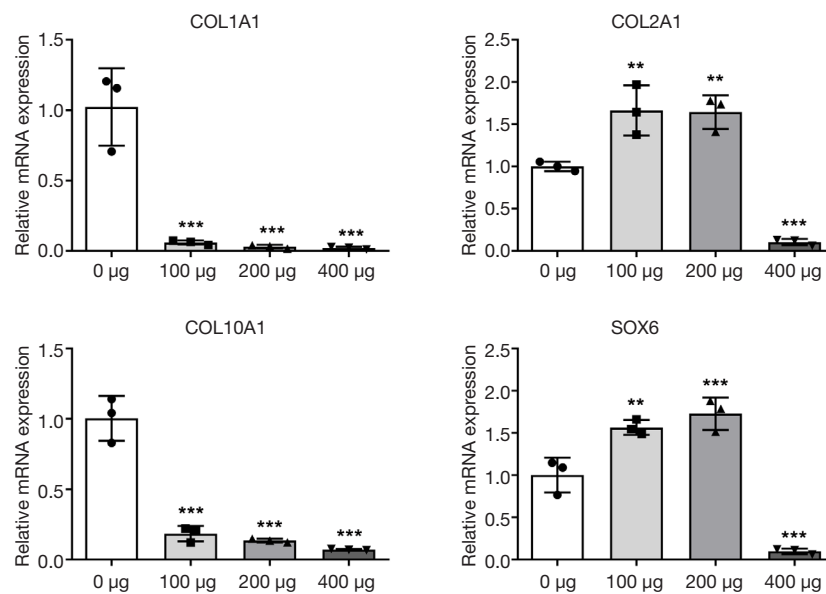 COL1A1
Relative mRNA expression
1.5
1.0
0.5
0.0
***
***
***
0 µg
100 µg
200 µg
400 µg
COL2A1
Relative mRNA expression
2.5
2.0
1.5
1.0
0.5
0.0
**
**
***
0 µg
100 µg
200 µg
400 µg
COL10A1
Relative mRNA expression
1.5
1.0
0.5
0.0
***
***
***
0 µg
100 µg
200 µg
400 µg
SOX6
Relative mRNA expression
2.5
2.0
1.5
1.0
0.5
0.0
**
***
***
0 µg
100 µg
200 µg
400 µg